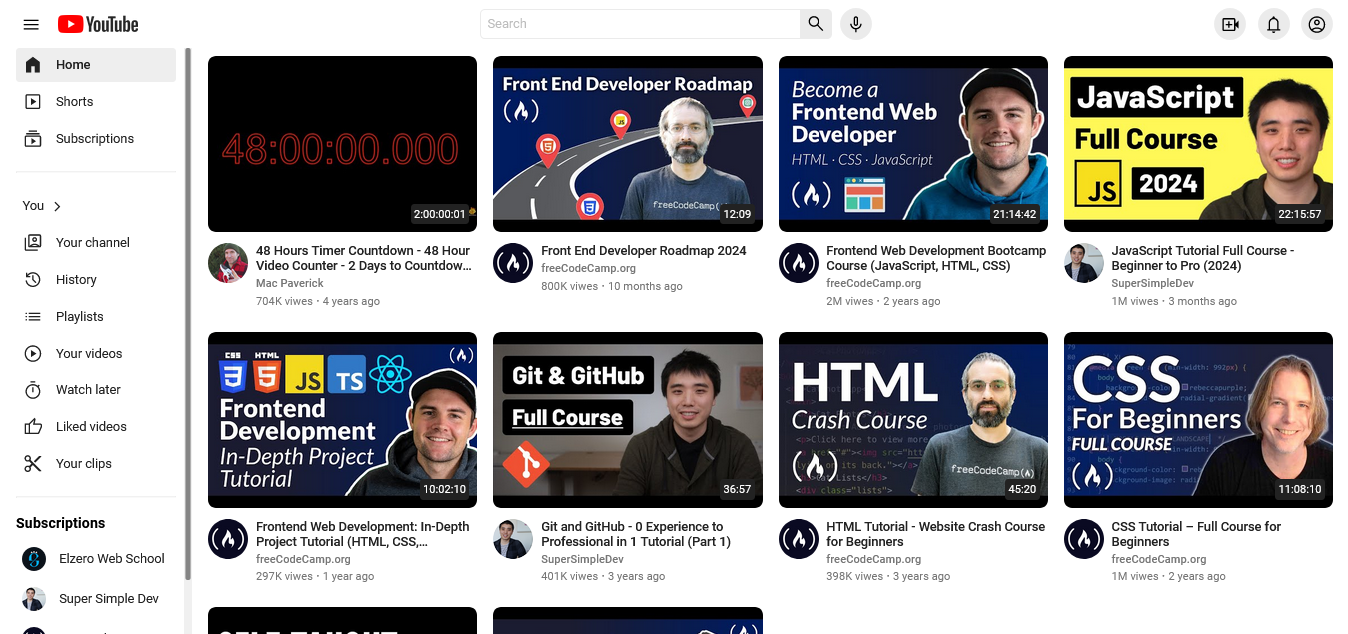 YouTube
Search
Home
Shorts
Subscriptions
You
Your channel
History
Playlists
Your videos
Watch later
Liked videos
Your clips
Subscriptions
Elzero Web School
Super Simple Dev
48:00:00.000
2:00:00:01
48 Hours Timer Countdown - 48 Hour
Video Counter - 2 Days to Countdow...
Mac Paverick
704K viwes · 4 years ago
Front End Developer Roadmap
JS
freeCodeCamp(
12:09
Front End Developer Roadmap 2024
freeCodeCamp.org
800K viwes · 10 months ago
Become a
Frontend Web
Developer
HTML · CSS · JavaScript
21:14:42
Frontend Web Development Bootcamp
Course (JavaScript, HTML, CSS)
freeCodeCamp.org
2M viwes · 2 years ago
JavaScript
Full Course
JS
2024
22:15:57
JavaScript Tutorial Full Course -
Beginner to Pro (2024)
SuperSimpleDev
1M viwes · 3 months ago
CSS HTML
3 5 JS TS
Frontend
Development
In-Depth Project
Tutorial
10:02:10
Frontend Web Development: In-Depth
Project Tutorial (HTML, CSS,...
freeCodeCamp.org
297K viwes · 1 year ago
Git & GitHub
Full Course
36:57
Git and GitHub - 0 Experience to
Professional in 1 Tutorial (Part 1)
SuperSimpleDev
401K viwes · 3 years ago
HTML
Crash Course
freeCodeCamp
45:20
HTML Tutorial - Website Crash Course
for Beginners
freeCodeCamp.org
398K viwes · 3 years ago
CSS
For Beginners
FULL COURSE
11:08:10
CSS Tutorial – Full Course for
Beginners
freeCodeCamp.org
1M viwes · 2 years ago